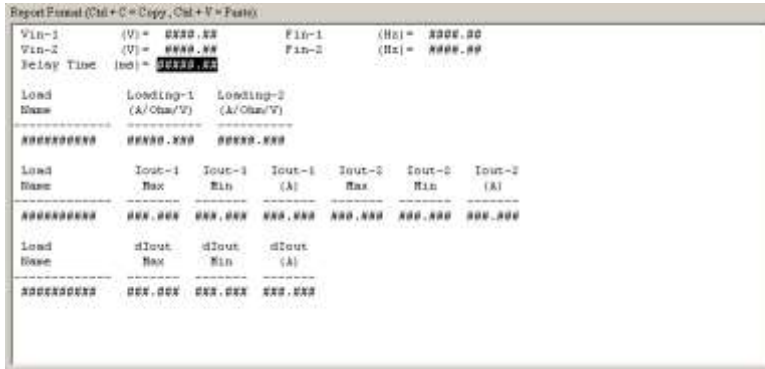 Report Format (Ctrl + C = Copy , Ctrl + V = Paste):
Vin-1 (V)= ####.## Fin-1 (Hz)= ####.##
Vin-2 (V)= ####.## Fin-2 (Hz)= ####.##
Delay Time (mS)= #####.##
Load Loading-1 Loading-2
Name (A/Ohm/V) (A/Ohm/V)
------------ ---------- ----------
########## #####.### #####.###
Load Iout-1 Iout-1 Iout-1 Iout-2 Iout-2 Iout-2
Name Max Min (A) Max Min (A)
------------ ------- ------- ------- ------- ------- -------
########## ###.### ###.### ###.### ###.### ###.### ###.###
Load dIout dIout dIout
Name Max Min (A)
------------ ------- ------- -------
########## ###.### ###.### ###.###